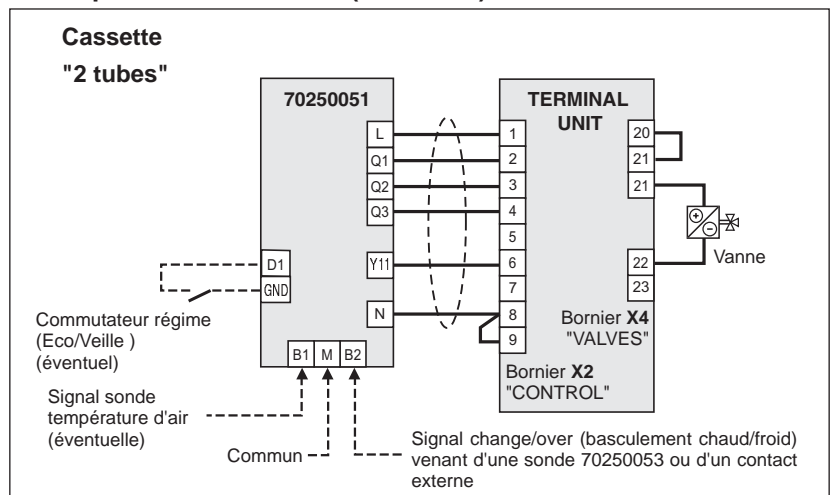 Cassette
"2 tubes"
70250051
TERMINAL
UNIT
L
Q1
Q2
Q3
Y11
N
D1
GND
B1 M B2
1
2
3
4
5
6
7
8
9
20
21
21
22
23
Vanne
Bornier X4
"VALVES"
Bornier X2
"CONTROL"
Commutateur régime
(Eco/Veille )
(éventuel)
Signal sonde
température d'air
(éventuelle)
Commun
Signal change/over (basculement chaud/froid)
venant d'une sonde 70250053 ou d'un contact
externe